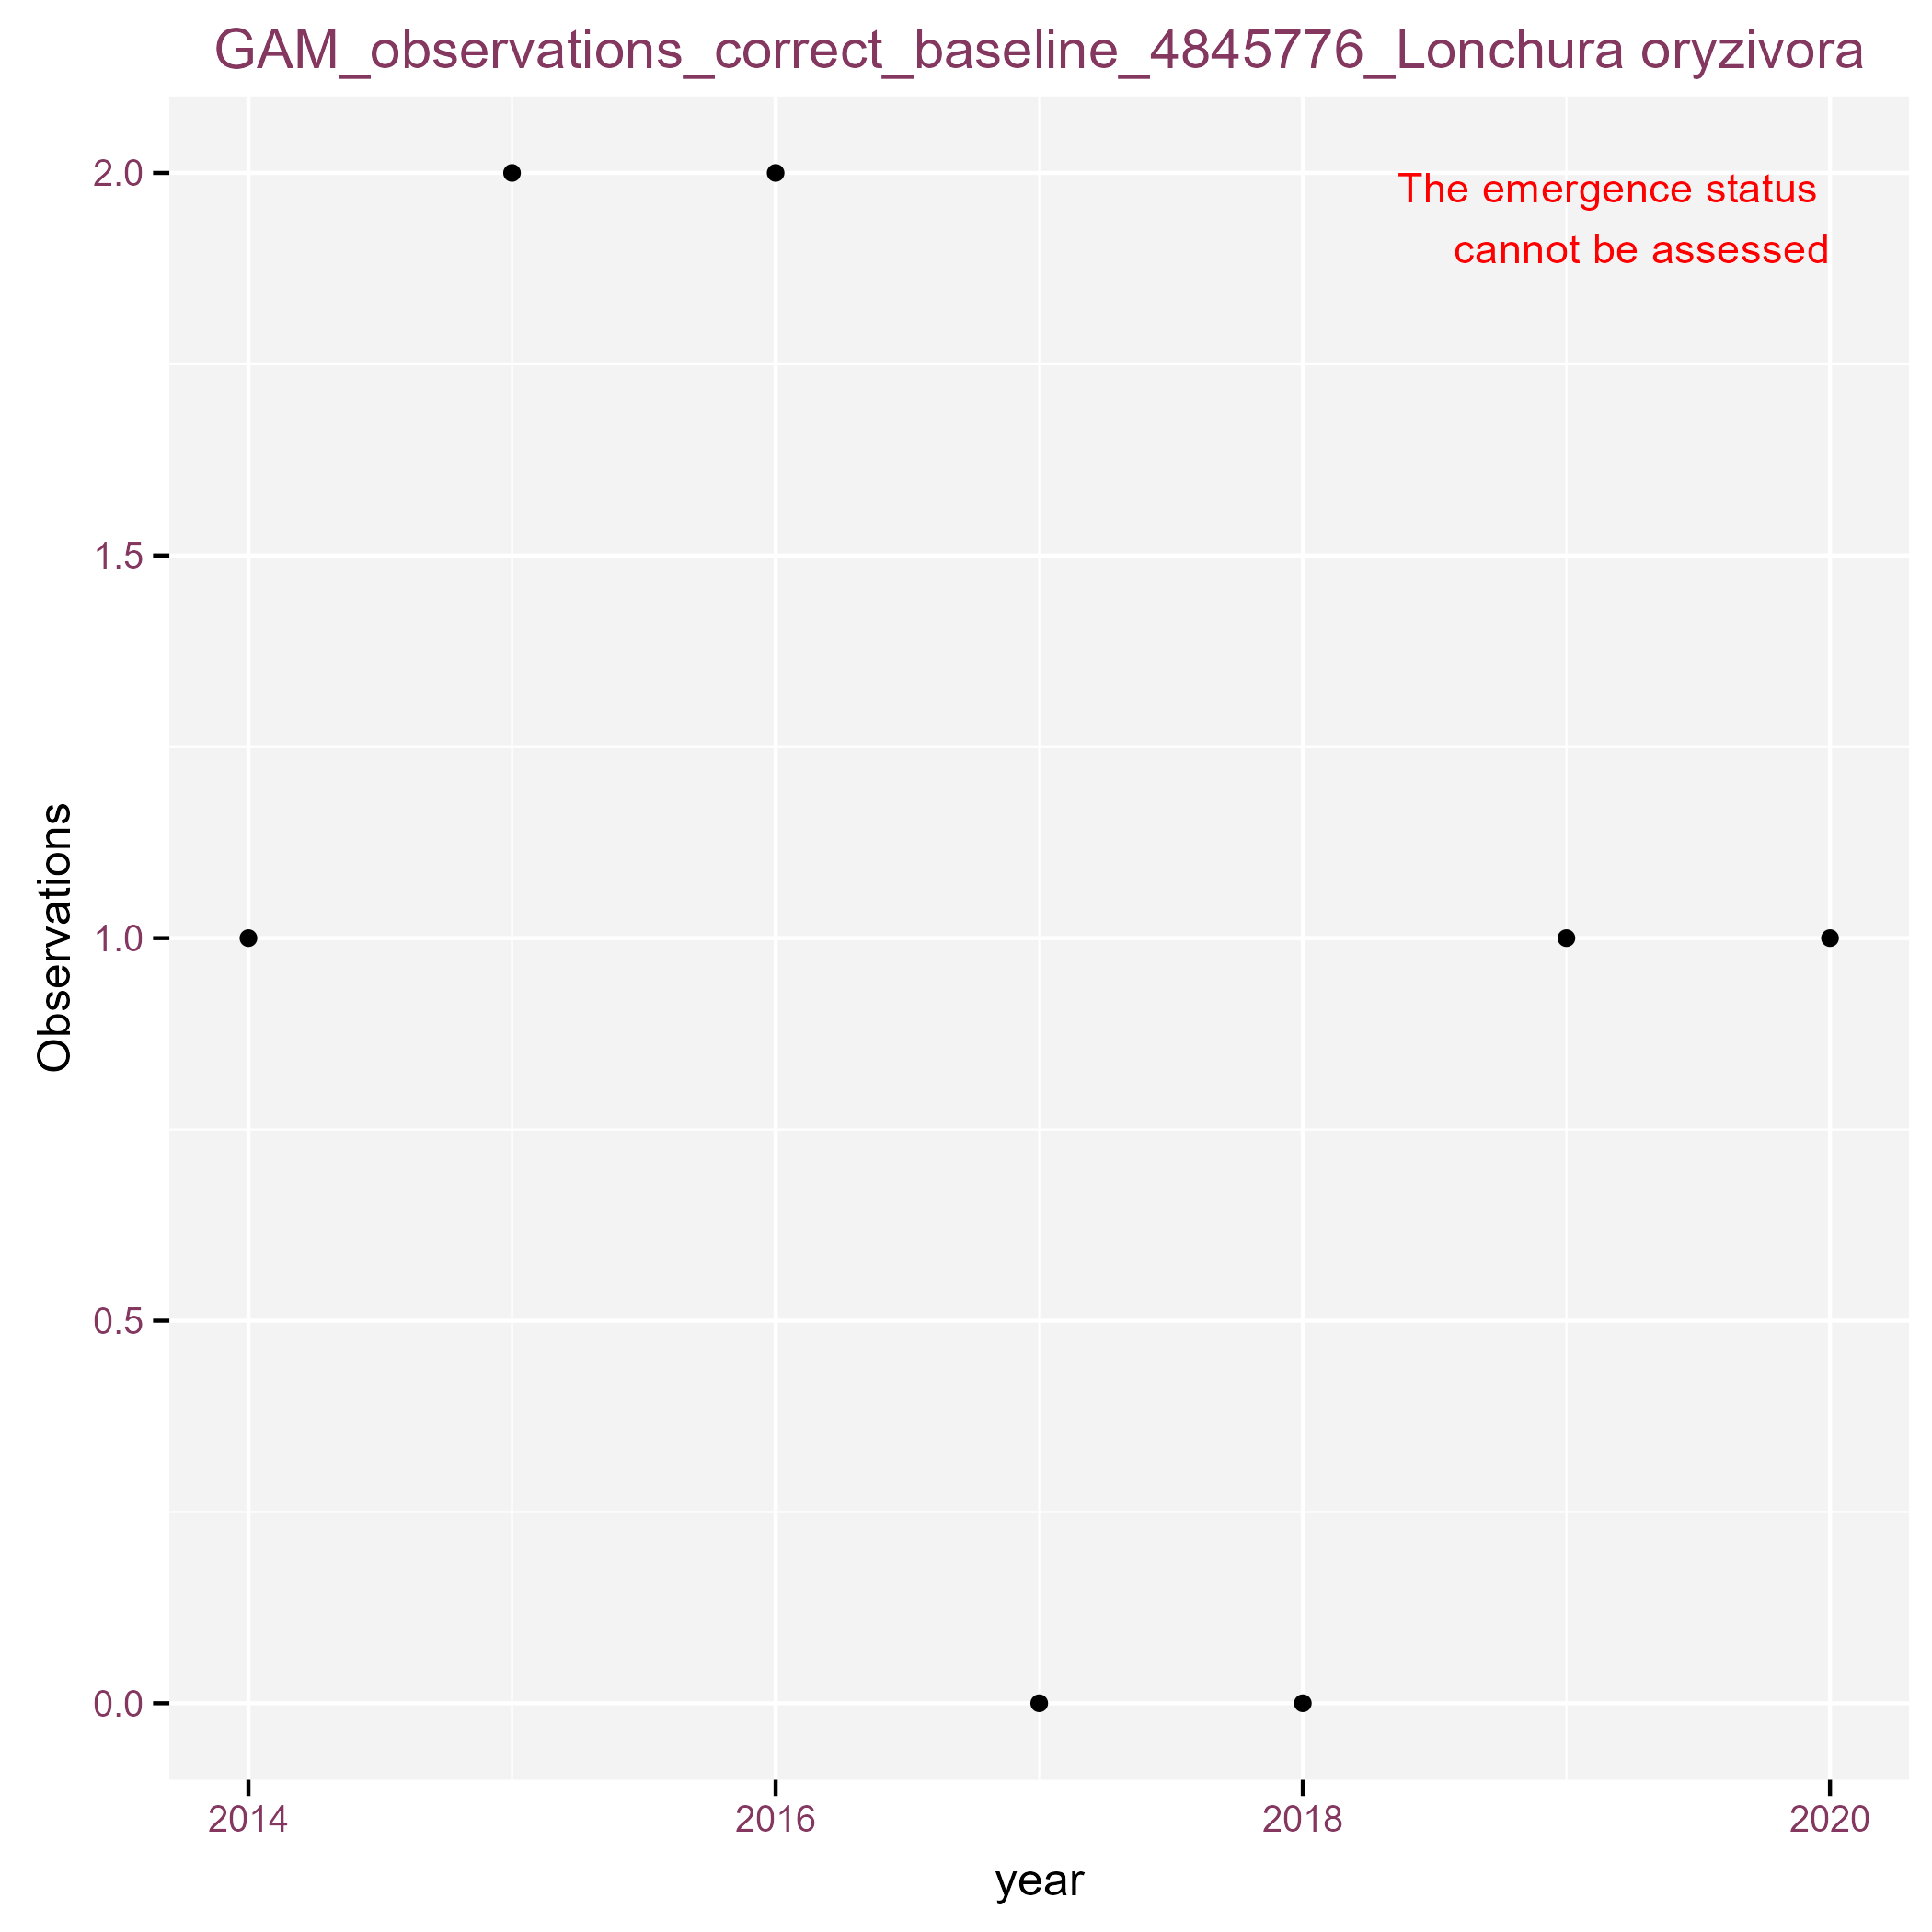 GAM_observations_correct_baseline_4845776_Lonchura oryzivora
The emergence status
cannot be assessed
2.0
1.5
1.0
0.5
0.0
Observations
2014 2016 2018 2020
year